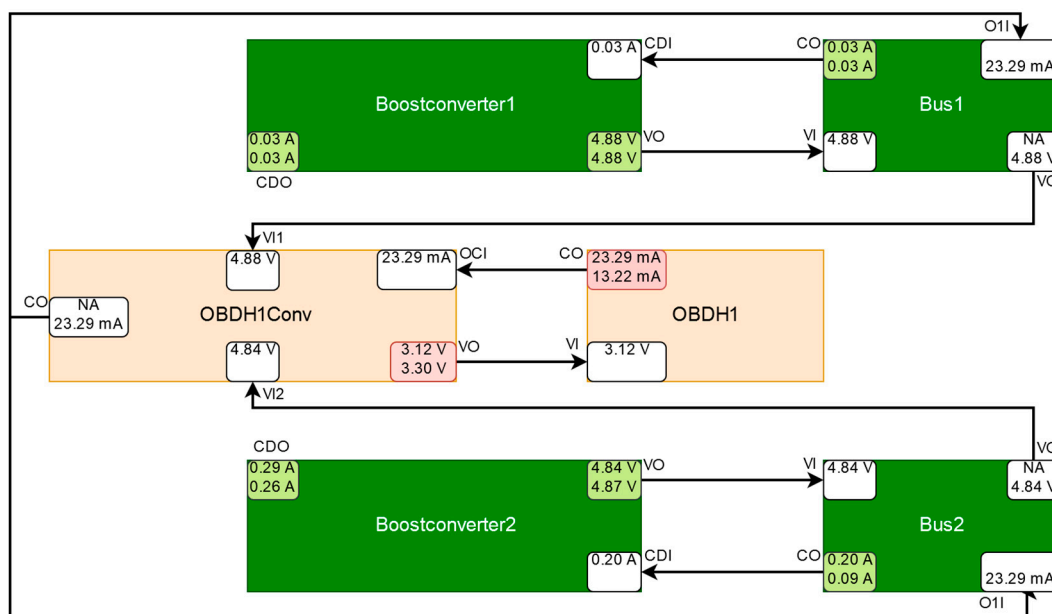 O1I
0.03 A
CDI
CO
0.03 A
0.03 A
23.29 mA
Boostconverter1
Bus1
0.03 A
0.03 A
CDO
4.88 V
4.88 V
VO
VI
4.88 V
NA
4.88 V
VO
VI1
4.88 V
23.29 mA
OCI
CO
23.29 mA
13.22 mA
CO
NA
23.29 mA
OBDH1Conv
OBDH1
4.84 V
3.12 V
3.30 V
VO
VI
3.12 V
VI2
CDO
0.29 A
0.26 A
4.84 V
4.87 V
VO
VI
4.84 V
VO
NA
4.84 V
Boostconverter2
Bus2
0.20 A
CDI
CO
0.20 A
0.09 A
23.29 mA
O1I